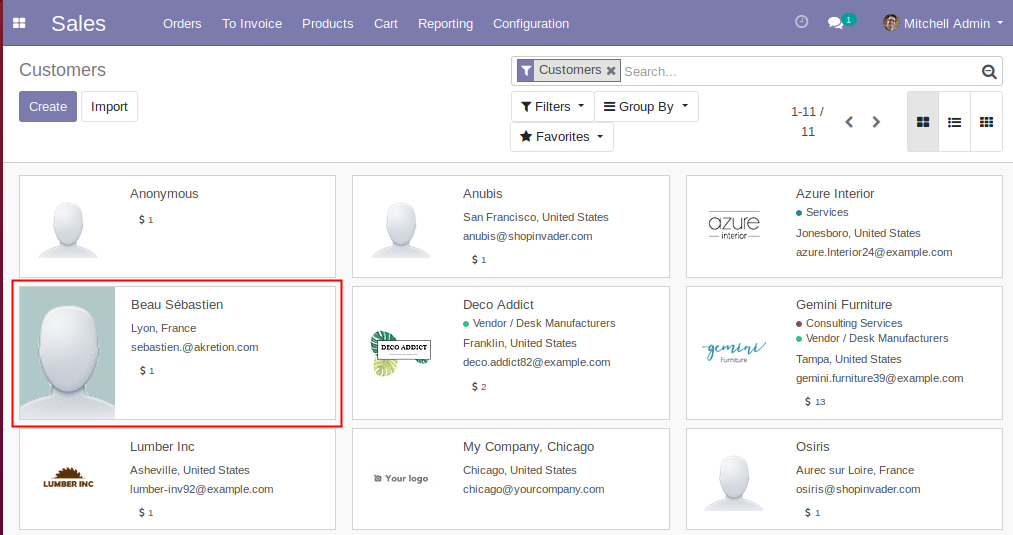 Sales Orders To Invoice Products Cart Reporting Configuration 1 Mitchell Admin
Customers
Customers Search...
Create Import
Filters Group By
Favorites
1-11 /
11
Anonymous
$ 1
Anubis
San Francisco, United States
anubis@shopinvader.com
$ 1
azure
interior
Azure Interior
Services
Jonesboro, United States
azure.Interior24@example.com
Beau Sébastien
Lyon, France
sebastien.@akretion.com
$ 1
DECO ADDICT
Deco Addict
Vendor / Desk Manufacturers
Franklin, United States
deco.addict82@example.com
$ 2
gemini
Furniture
Gemini Furniture
Consulting Services
Vendor / Desk Manufacturers
Tampa, United States
gemini.furniture39@example.com
$ 13
LUMBER INC
Lumber Inc
Asheville, United States
lumber-inv92@example.com
$ 1
Your logo
My Company, Chicago
Chicago, United States
chicago@yourcompany.com
Osiris
Aurec sur Loire, France
osiris@shopinvader.com
$ 1